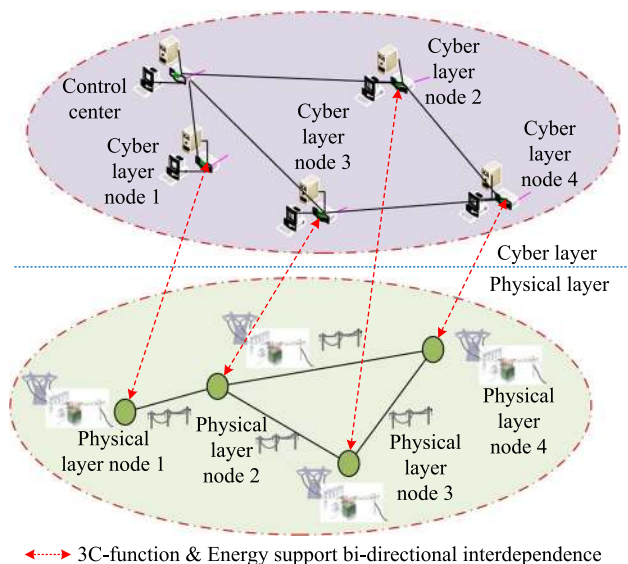 Control
center
Cyber
layer
node 1
Cyber
layer
node 3
Cyber
layer
node 2
Cyber
layer
node 4
Cyber layer
Physical layer
Physical
layer node 1
Physical
layer
node 2
Physical
layer
node 3
Physical
layer
node 4
3C-function & Energy support bi-directional interdependence